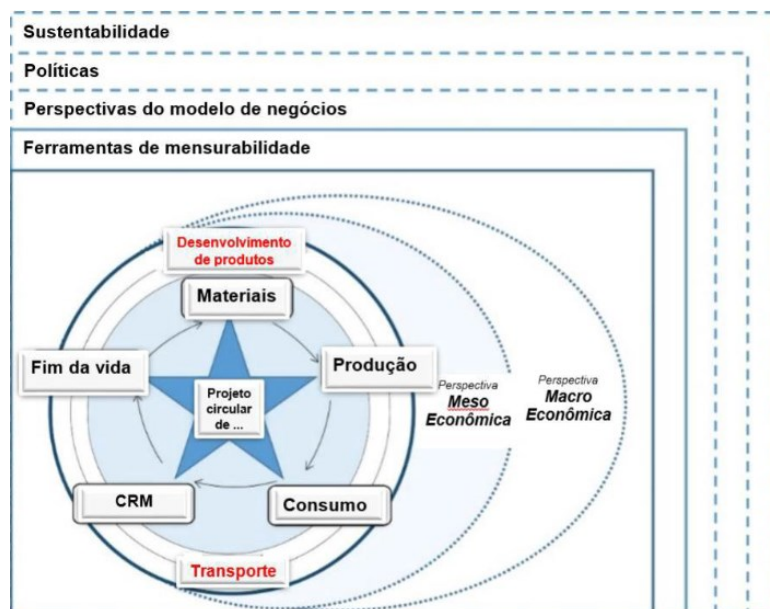 Sustentabilidade
Políticas
Perspectivas do modelo de negócios
Ferramentas de mensurabilidade
Desenvolvimento
de produtos
Materiais
Fim da vida
Produção
Projeto
circular
de ...
Perspectiva
Meso
Econômica
Perspectiva
Macro
Econômica
CRM
Consumo
Transporte